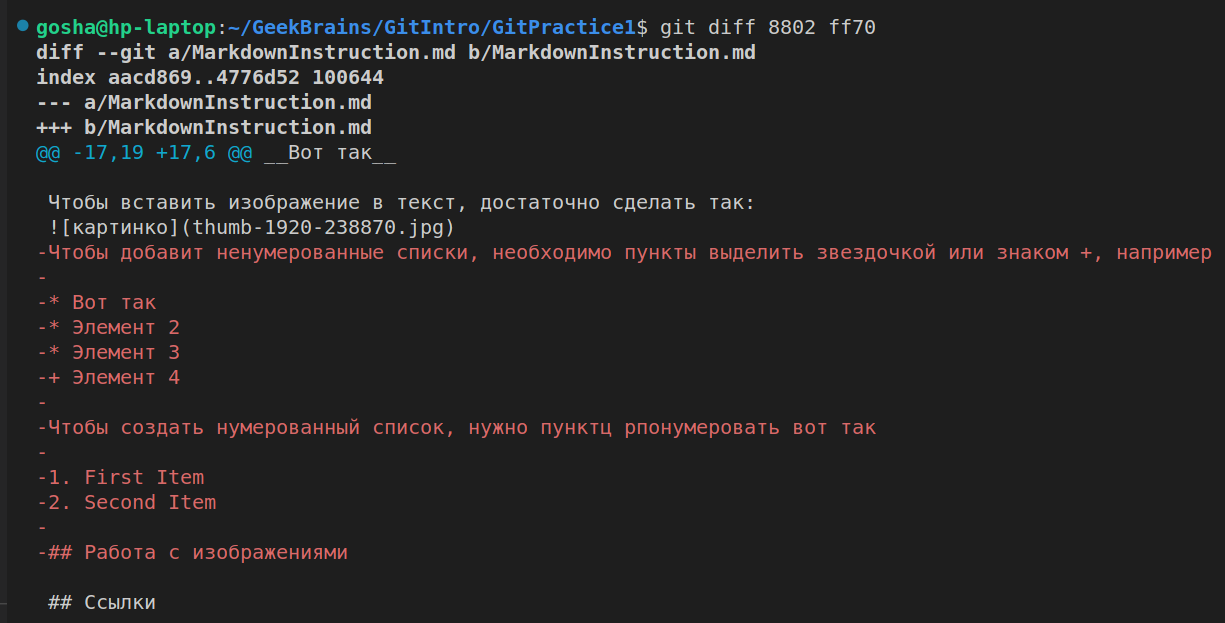 gosha@hp-laptop:~/GeekBrains/GitIntro/GitPractice1$ git diff 8802 ff70
diff --git a/MarkdownInstruction.md b/MarkdownInstruction.md
index aacd869..4776d52 100644
--- a/MarkdownInstruction.md
+++ b/MarkdownInstruction.md
@@ -17,19 +17,6 @@ __Вот так__
 Чтобы вставить изображение в текст, достаточно сделать так:
 ![картинко](thumb-1920-238870.jpg)
-Чтобы добавит ненумерованные списки, необходимо пункты выделить звездочкой или знаком +, например
-
-* Вот так
-* Элемент 2
-* Элемент 3
-+ Элемент 4
-
-Чтобы создать нумерованный список, нужно пунктц рпонумеровать вот так
-
-1. First Item
-2. Second Item
-
-## Работа с изображениями
 ## Ссылки